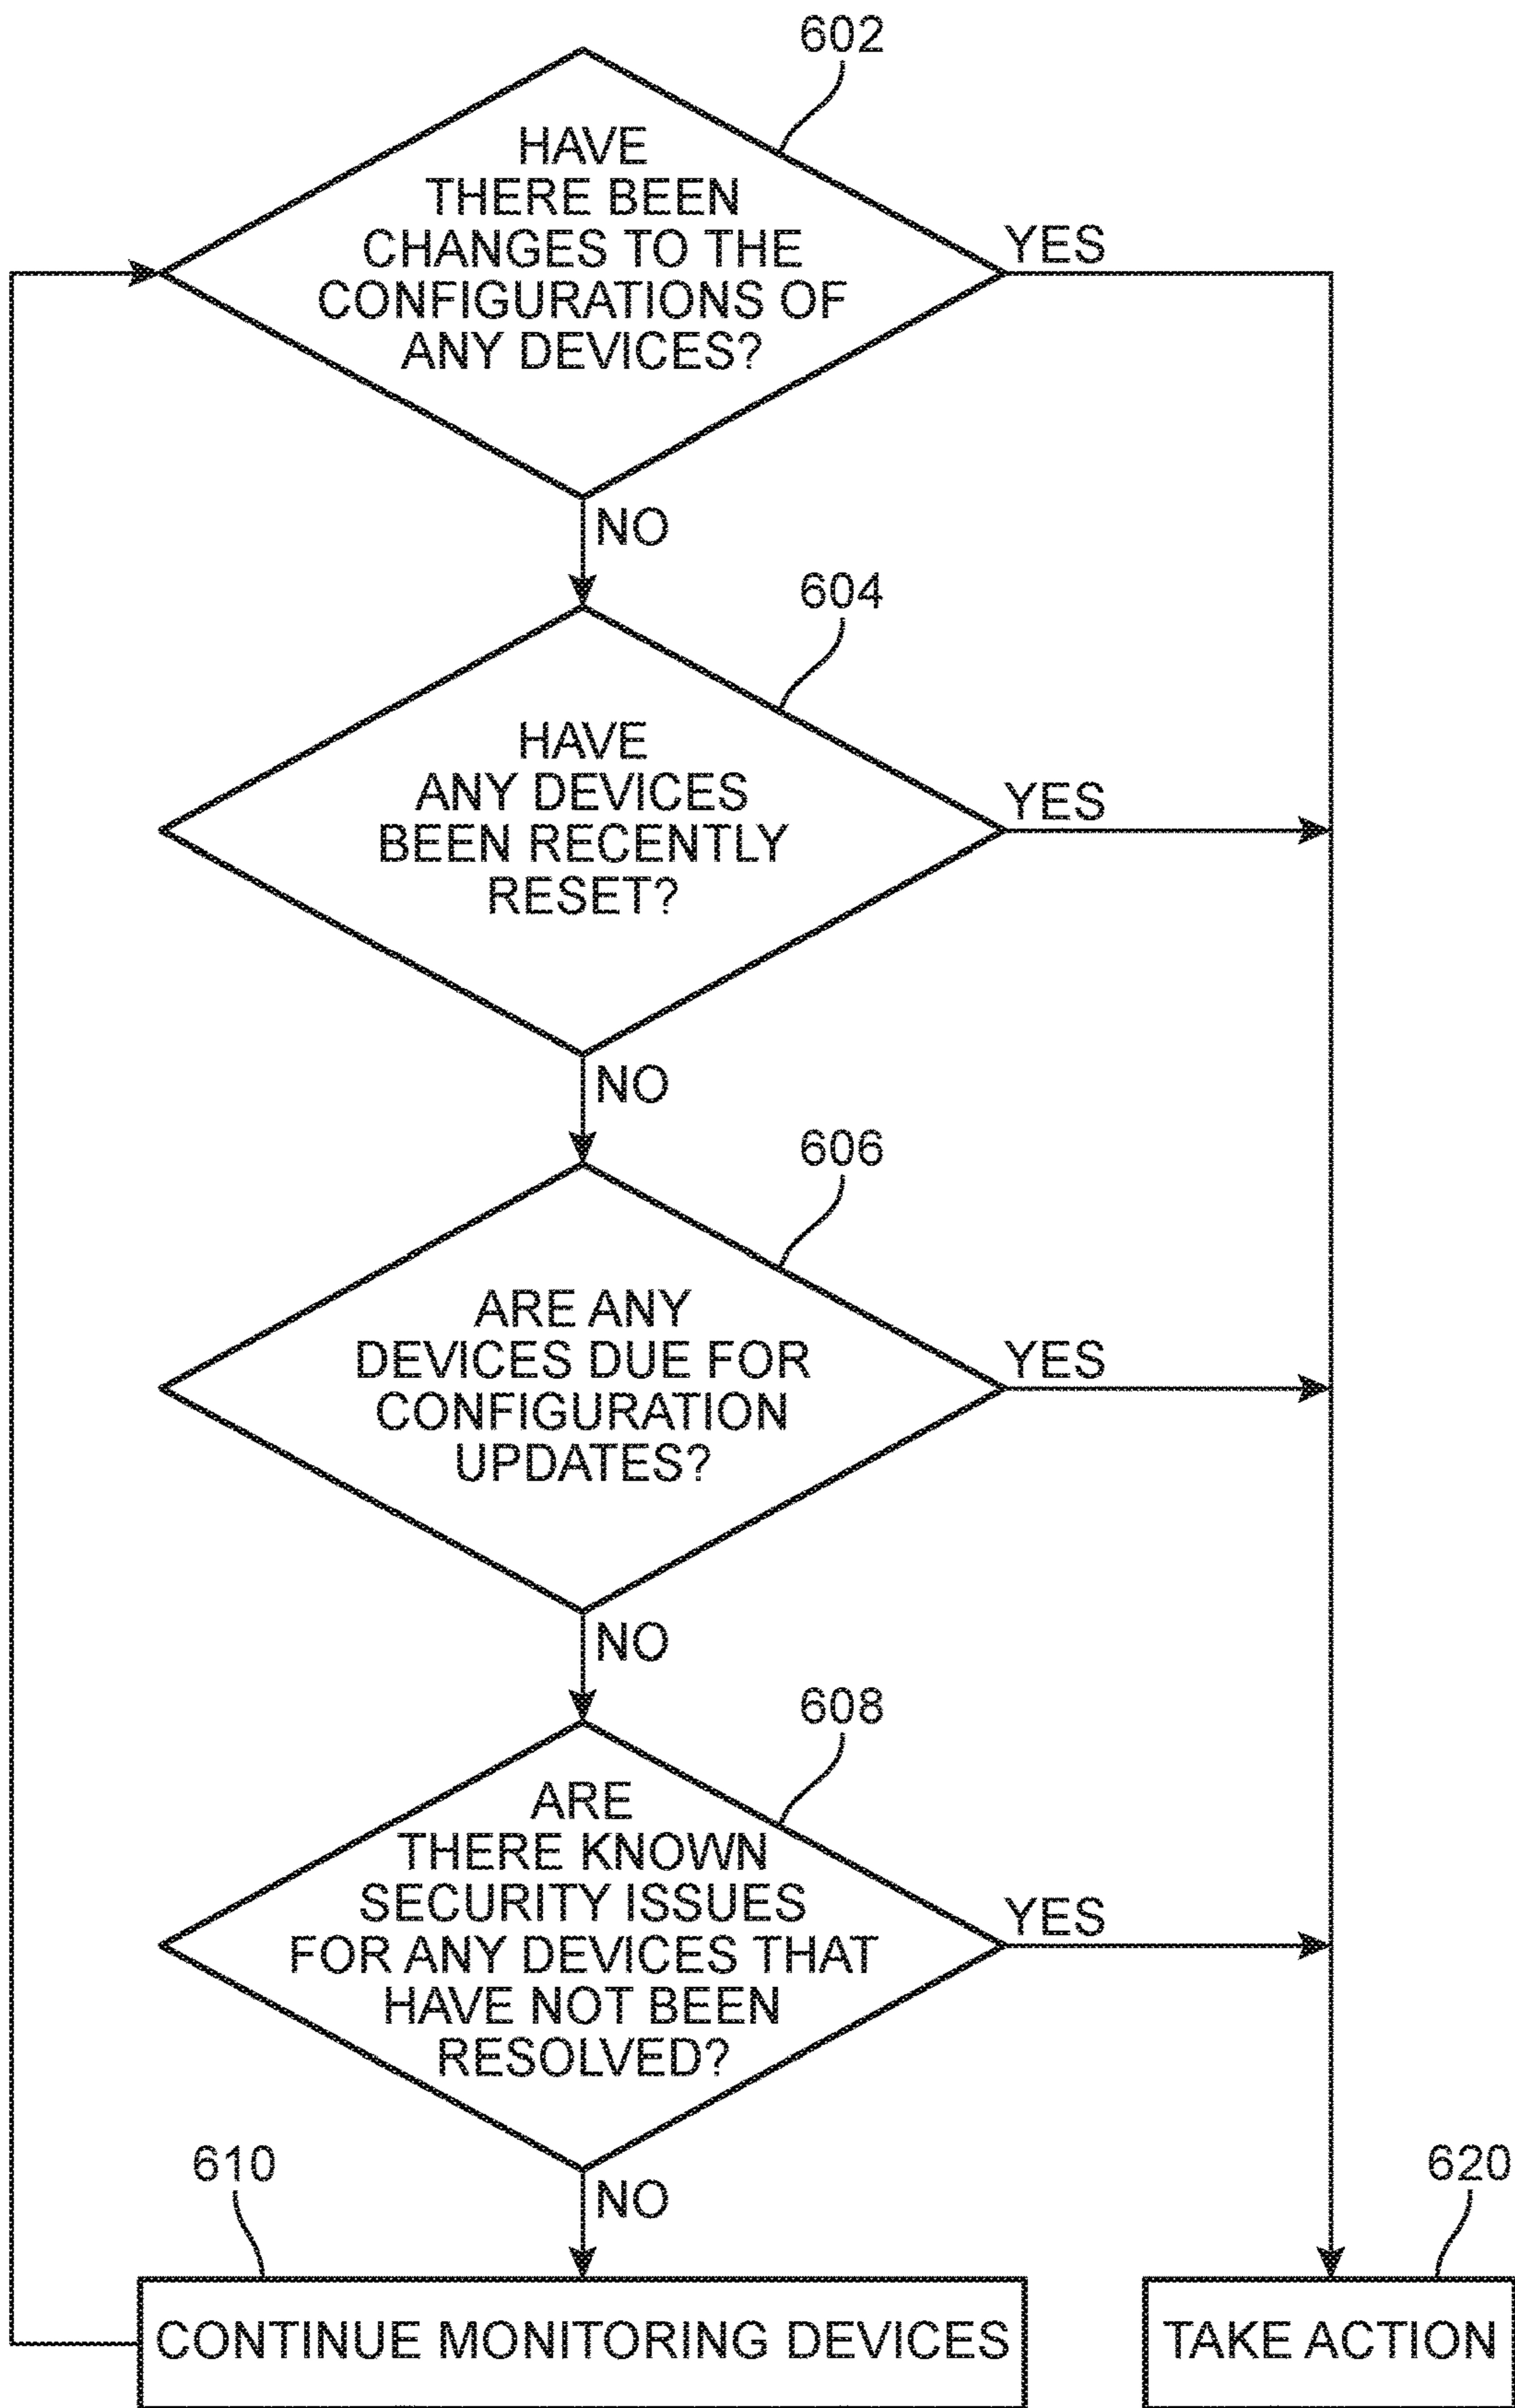 602
HAVE
THERE BEEN
CHANGES TO THE
CONFIGURATIONS OF
ANY DEVICES?
YES
NO
604
HAVE
ANY DEVICES
BEEN RECENTLY
RESET?
YES
NO
606
ARE ANY
DEVICES DUE FOR
CONFIGURATION
UPDATES?
YES
NO
608
ARE
THERE KNOWN
SECURITY ISSUES
FOR ANY DEVICES THAT
HAVE NOT BEEN
RESOLVED?
YES
NO
610
CONTINUE MONITORING DEVICES
620
TAKE ACTION